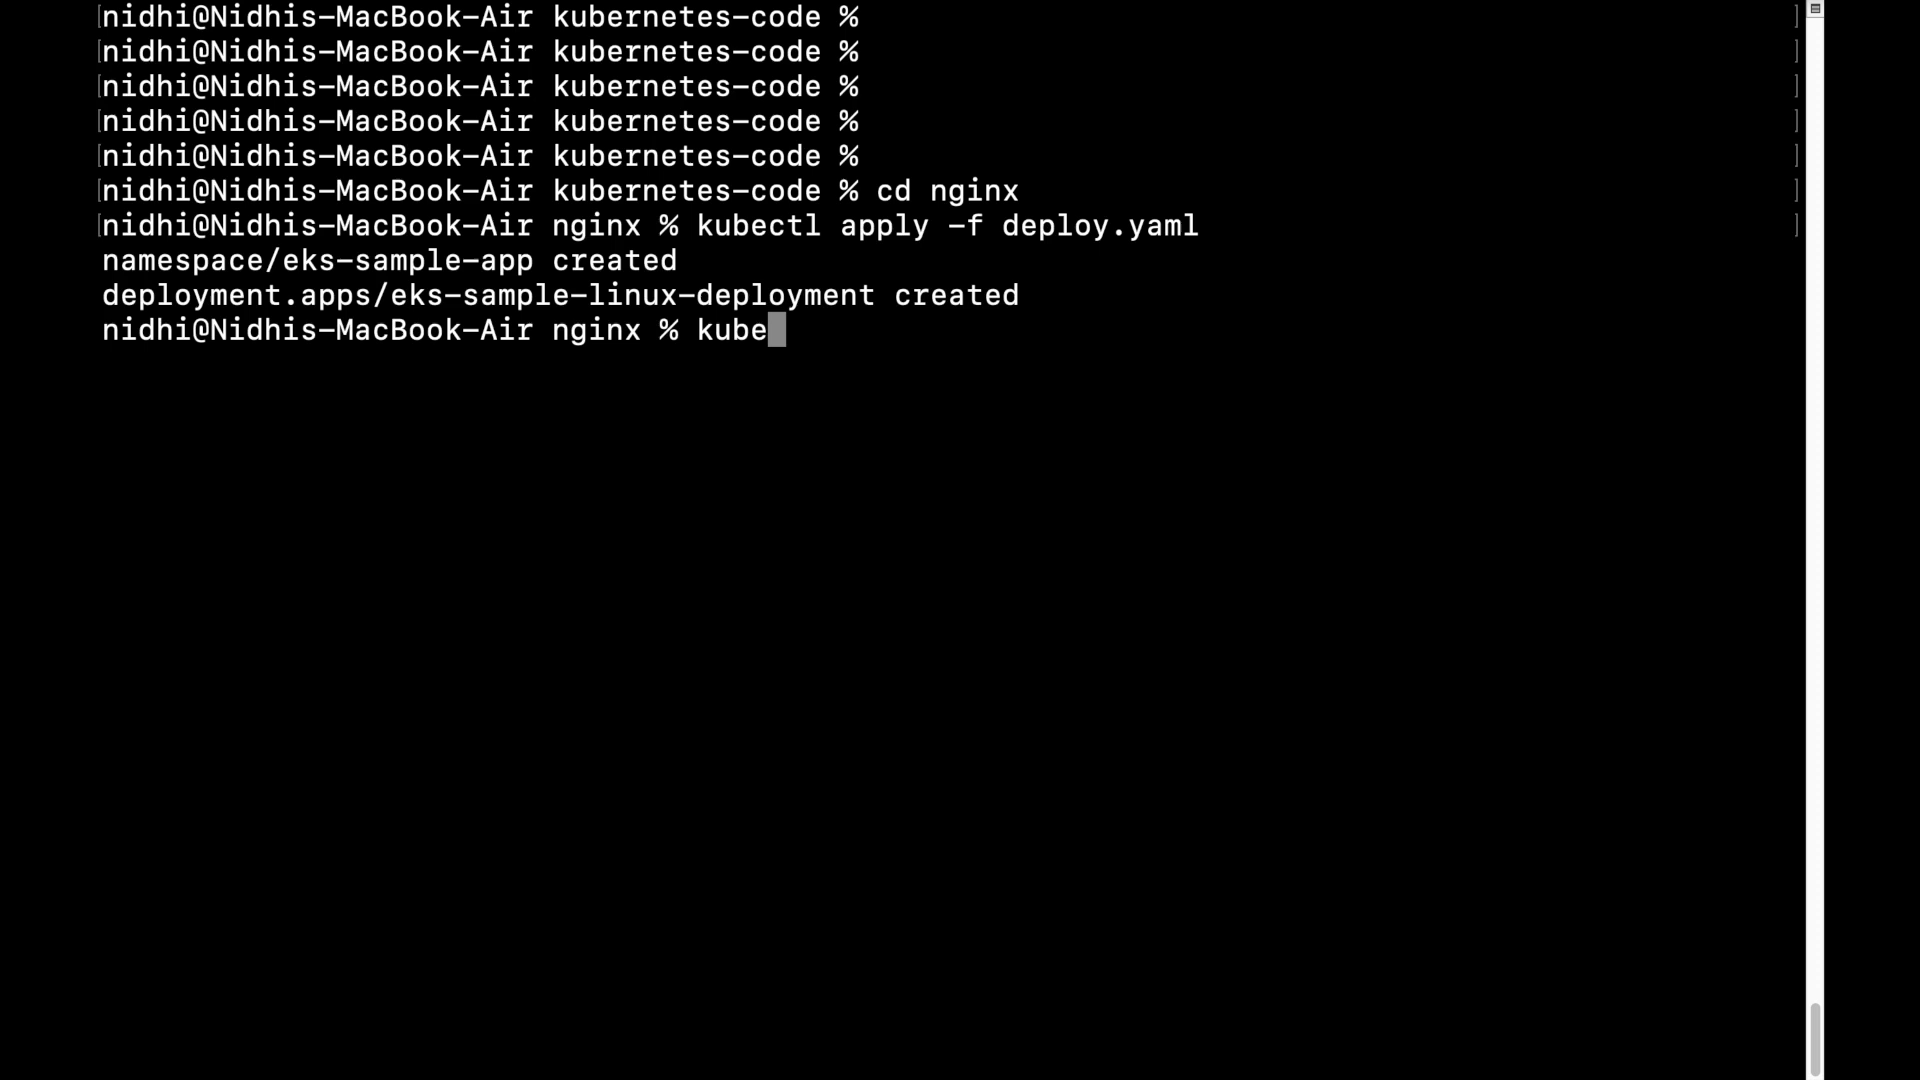 [nidhi@Nidhis-MacBook-Air kubernetes-code % ]
[nidhi@Nidhis-MacBook-Air kubernetes-code % ]
[nidhi@Nidhis-MacBook-Air kubernetes-code % ]
[nidhi@Nidhis-MacBook-Air kubernetes-code % ]
[nidhi@Nidhis-MacBook-Air kubernetes-code % ]
[nidhi@Nidhis-MacBook-Air kubernetes-code % cd nginx ]
[nidhi@Nidhis-MacBook-Air nginx % kubectl apply -f deploy.yaml ]
namespace/eks-sample-app created
deployment.apps/eks-sample-linux-deployment created
nidhi@Nidhis-MacBook-Air nginx % kube